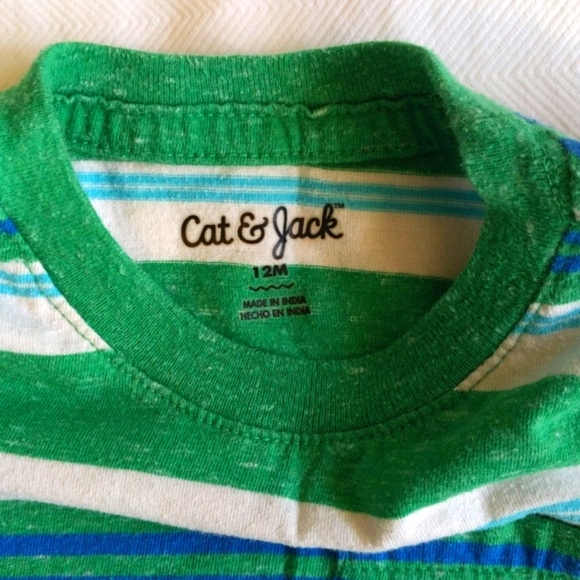 Cat & Jack™
12M
MADE IN INDIA
HECHO EN INDIA